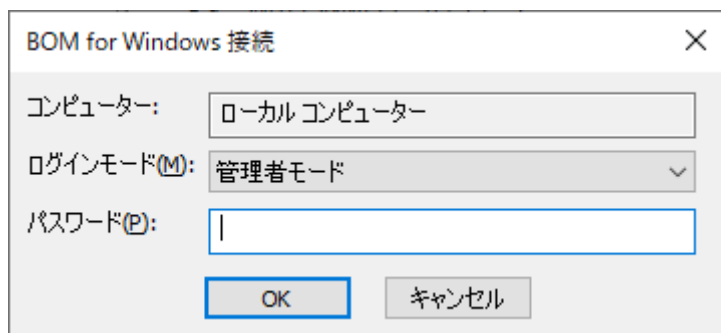 BOM for Windows 接続
コンピューター:
ローカル コンピューター
ログインモード(M):
管理者モード
パスワード(P):
OK
キャンセル